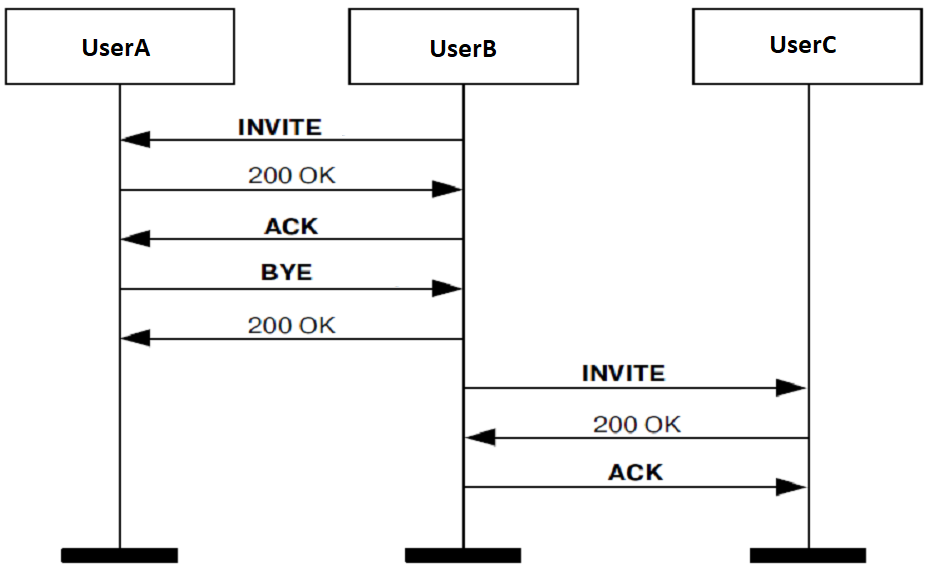 UserA
UserB
UserC
INVITE
200 OK
ACK
BYE
200 OK
INVITE
200 OK
ACK